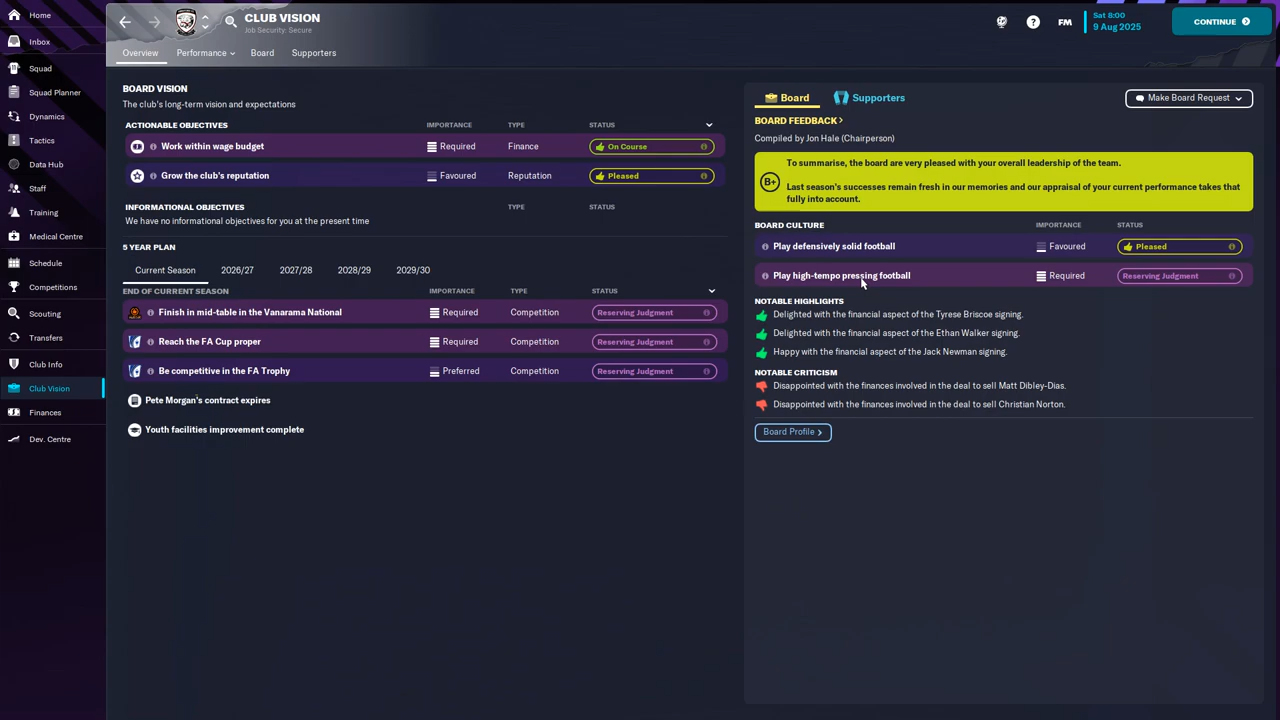 Home
Inbox
Squad
Squad Planner
Dynamics
Tactics
Data Hub
Staff
Training
Medical Centre
Schedule
Competitions
Scouting
Transfers
Club Info
Club Vision
Finances
Dev. Centre
CLUB VISION
Job Security: Secure
FM
Sat 8:00
9 Aug 2025
CONTINUE
Overview
Performance
Board
Supporters
BOARD VISION
The club's long-term vision and expectations
ACTIONABLE OBJECTIVES IMPORTANCE TYPE STATUS
Work within wage budget Required Finance On Course
Grow the club's reputation Favoured Reputation Pleased
INFORMATIONAL OBJECTIVES TYPE STATUS
We have no informational objectives for you at the present time
5 YEAR PLAN
Current Season 2026/27 2027/28 2028/29 2029/30
END OF CURRENT SEASON IMPORTANCE TYPE STATUS
Finish in mid-table in the Vanarama National Required Competition Reserving Judgment
Reach the FA Cup proper Required Competition Reserving Judgment
Be competitive in the FA Trophy Preferred Competition Reserving Judgment
Pete Morgan's contract expires
Youth facilities improvement complete
Board Supporters Make Board Request
BOARD FEEDBACK >
Compiled by Jon Hale (Chairperson)
B+
To summarise, the board are very pleased with your overall leadership of the team.
Last season's successes remain fresh in our memories and our appraisal of your current performance takes that
fully into account.
BOARD CULTURE IMPORTANCE STATUS
Play defensively solid football Favoured Pleased
Play high-tempo pressing football Required Reserving Judgment
NOTABLE HIGHLIGHTS
Delighted with the financial aspect of the Tyrese Briscoe signing.
Delighted with the financial aspect of the Ethan Walker signing.
Happy with the financial aspect of the Jack Newman signing.
NOTABLE CRITICISM
Disappointed with the finances involved in the deal to sell Matt Dibley-Dias.
Disappointed with the finances involved in the deal to sell Christian Norton.
Board Profile >